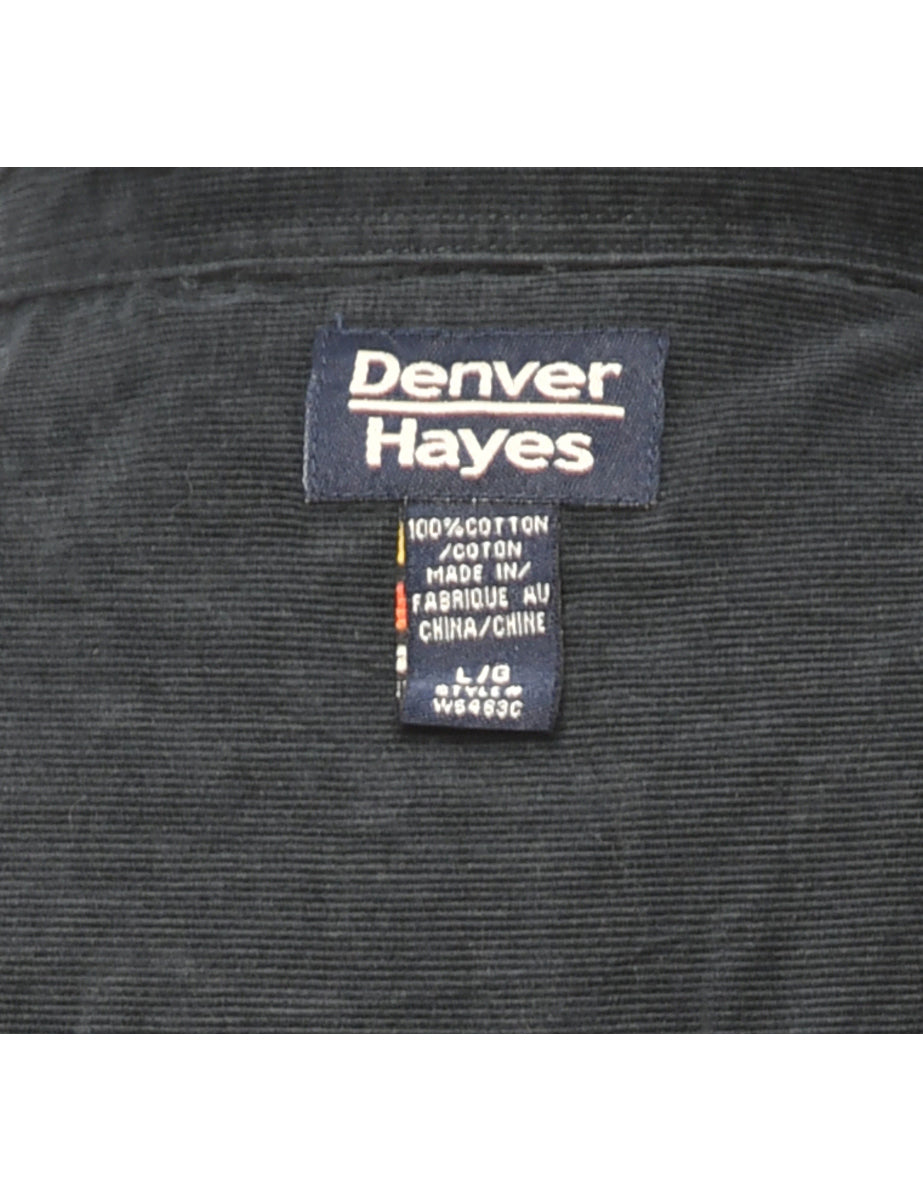 Denver
Hayes
100% COTTON
/COTON
MADE IN/
FABRIQUE AU
CHINA/CHINE
L/G
STYLE #
W5463C